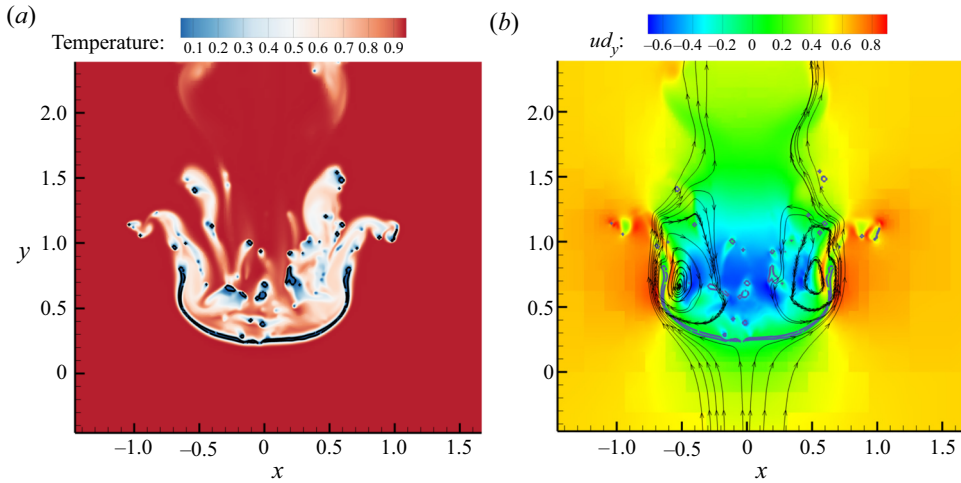 (a)
Temperature:
0.1 0.2 0.3 0.4 0.5 0.6 0.7 0.8 0.9
2.0
1.5
1.0
0.5
0
y
–1.0 –0.5 0 0.5 1.0 1.5
x
(b)
ud_y:
–0.6 –0.4 –0.2 0 0.2 0.4 0.6 0.8
2.0
1.5
1.0
0.5
0
–1.0 –0.5 0 0.5 1.0 1.5
x